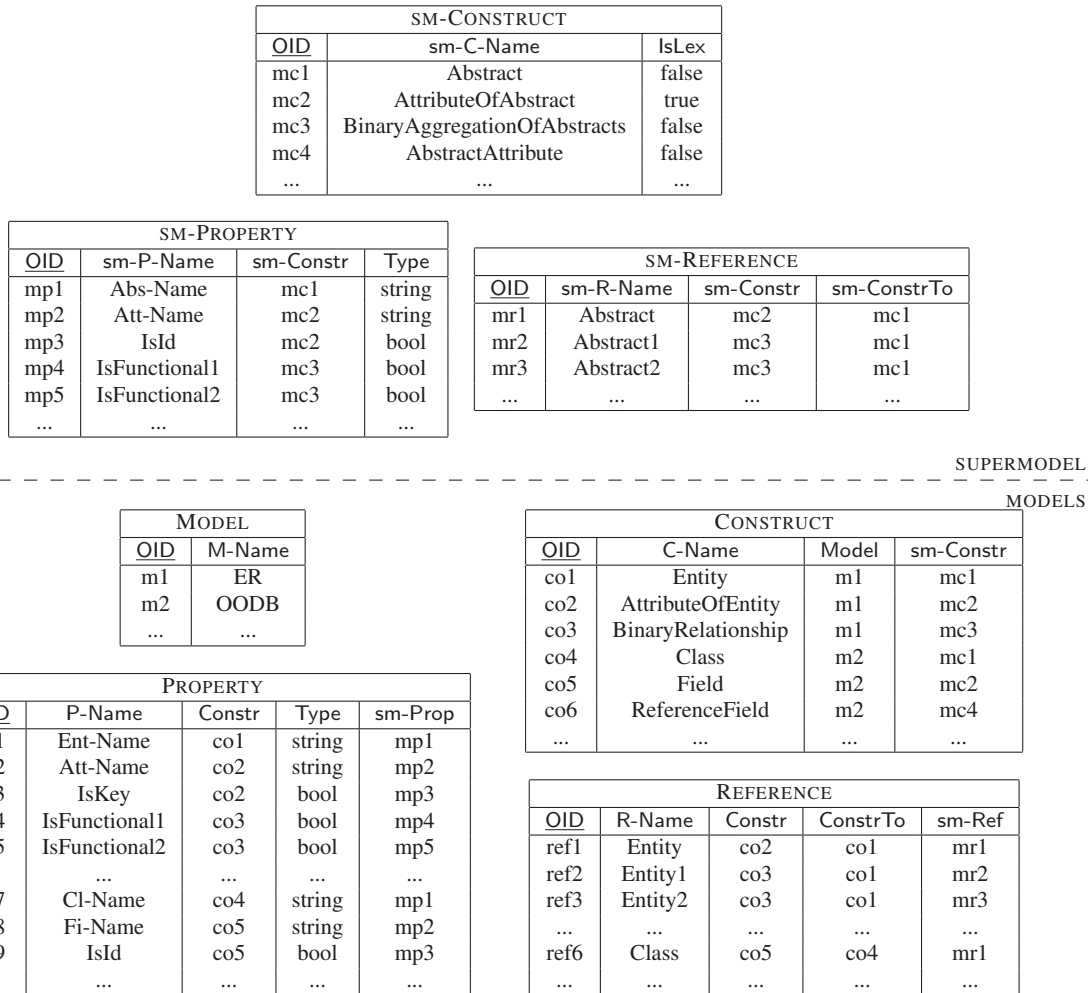 SM-CONSTRUCT
OID sm-C-Name IsLex
mc1 Abstract false
mc2 AttributeOfAbstract true
mc3 BinaryAggregationOfAbstracts false
mc4 AbstractAttribute false
... ... ...
SM-PROPERTY
OID sm-P-Name sm-Constr Type
mp1 Abs-Name mc1 string
mp2 Att-Name mc2 string
mp3 IsId mc2 bool
mp4 IsFunctional1 mc3 bool
mp5 IsFunctional2 mc3 bool
... ... ... ...
SM-REFERENCE
OID sm-R-Name sm-Constr sm-ConstrTo
mr1 Abstract mc2 mc1
mr2 Abstract1 mc3 mc1
mr3 Abstract2 mc3 mc1
... ... ... ...
SUPERMODEL
MODELS
MODEL
OID M-Name
m1 ER
m2 OODB
... ...
CONSTRUCT
OID C-Name Model sm-Constr
co1 Entity m1 mc1
co2 AttributeOfEntity m1 mc2
co3 BinaryRelationship m1 mc3
co4 Class m2 mc1
co5 Field m2 mc2
co6 ReferenceField m2 mc4
... ... ... ...
PROPERTY
P-Name Constr Type sm-Prop
Ent-Name co1 string mp1
2 Att-Name co2 string mp2
3 IsKey co2 bool mp3
4 IsFunctional1 co3 bool mp4
5 IsFunctional2 co3 bool mp5
... ... ... ...
7 Cl-Name co4 string mp1
8 Fi-Name co5 string mp2
9 IsId co5 bool mp3
... ... ... ...
REFERENCE
OID R-Name Constr ConstrTo sm-Ref
ref1 Entity co2 co1 mr1
ref2 Entity1 co3 co1 mr2
ref3 Entity2 co3 co1 mr3
... ... ... ... ...
ref6 Class co5 co4 mr1
... ... ... ... ...